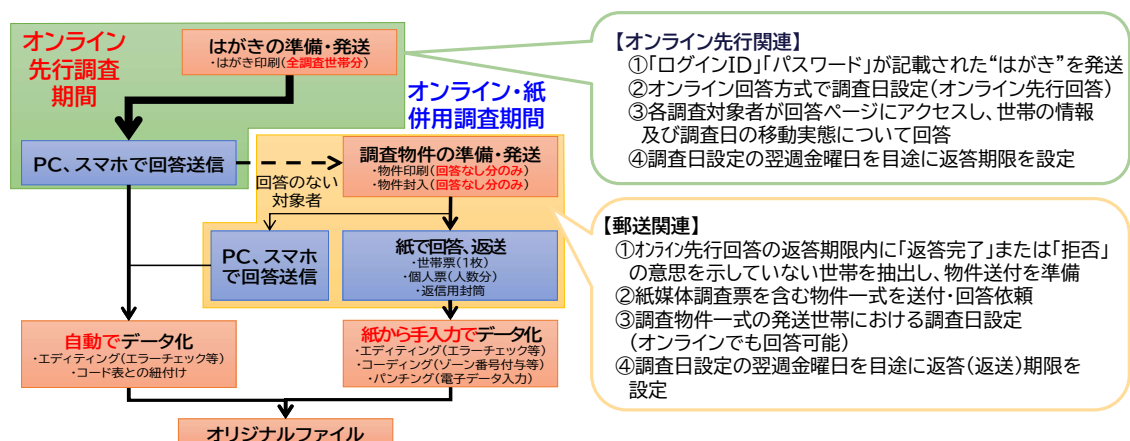 オンライン
先行調査
期間
はがきの準備・発送
・はがき印刷(全調査世帯分)
オンライン・紙
併用調査期間
PC、スマホで回答送信
回答のない
対象者
調査物件の準備・発送
・物件印刷(回答なし分のみ)
・物件封入(回答なし分のみ)
PC、スマホ
で回答送信
紙で回答、返送
・世帯票(1枚)
・個人票(人数分)
・返信用封筒
自動でデータ化
・エディティング(エラーチェック等)
・コード表との紐付け
紙から手入力でデータ化
・エディティング(エラーチェック等)
・コーディング(ゾーン番号付与等)
・パンチング(電子データ入力)
オリジナルファイル
【オンライン先行関連】
①「ログインID」「パスワード」が記載された“はがき”を発送
②オンライン回答方式で調査日設定(オンライン先行回答)
③各調査対象者が回答ページにアクセスし、世帯の情報
及び調査日の移動実態について回答
④調査日設定の翌週金曜日を目途に返答期限を設定
【郵送関連】
①オンライン先行回答の返答期限内に「返答完了」または「拒否」
の意思を示していない世帯を抽出し、物件送付を準備
②紙媒体調査票を含む物件一式を送付・回答依頼
③調査物件一式の発送世帯における調査日設定
(オンラインでも回答可能)
④調査日設定の翌週金曜日を目途に返答(返送)期限を
設定